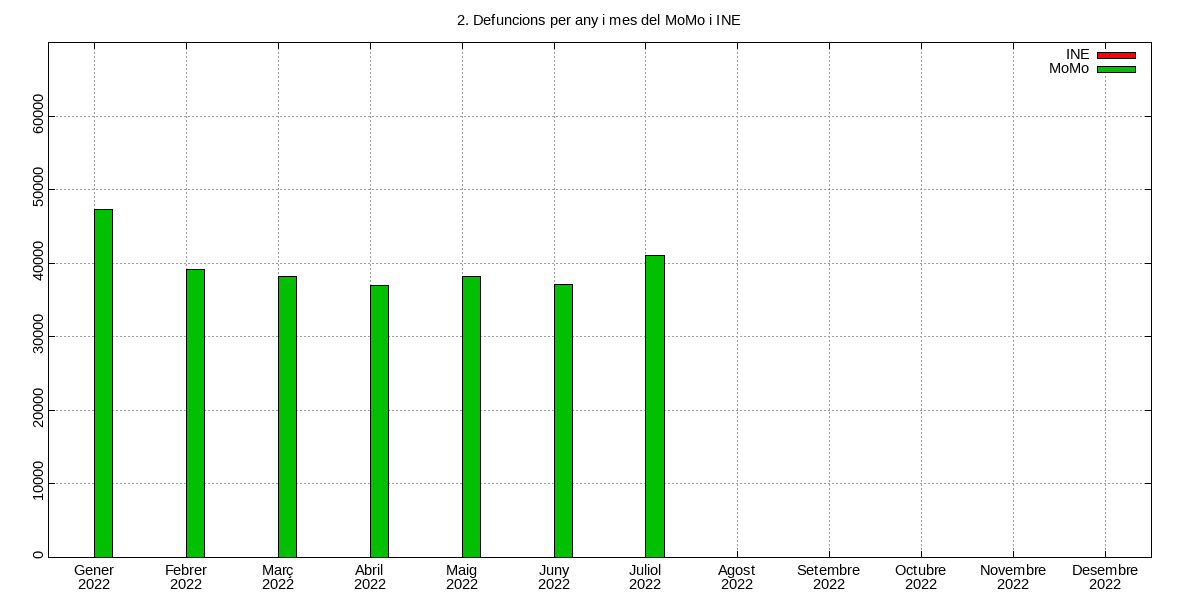 2. Defuncions per any i mes del MoMo i INE
INE
MoMo
60000
50000
40000
30000
20000
10000
0
Gener Febrer Març Abril Maig Juny Juliol Agost Setembre Octubre Novembre Desembre
2022 2022 2022 2022 2022 2022 2022 2022 2022 2022 2022 2022